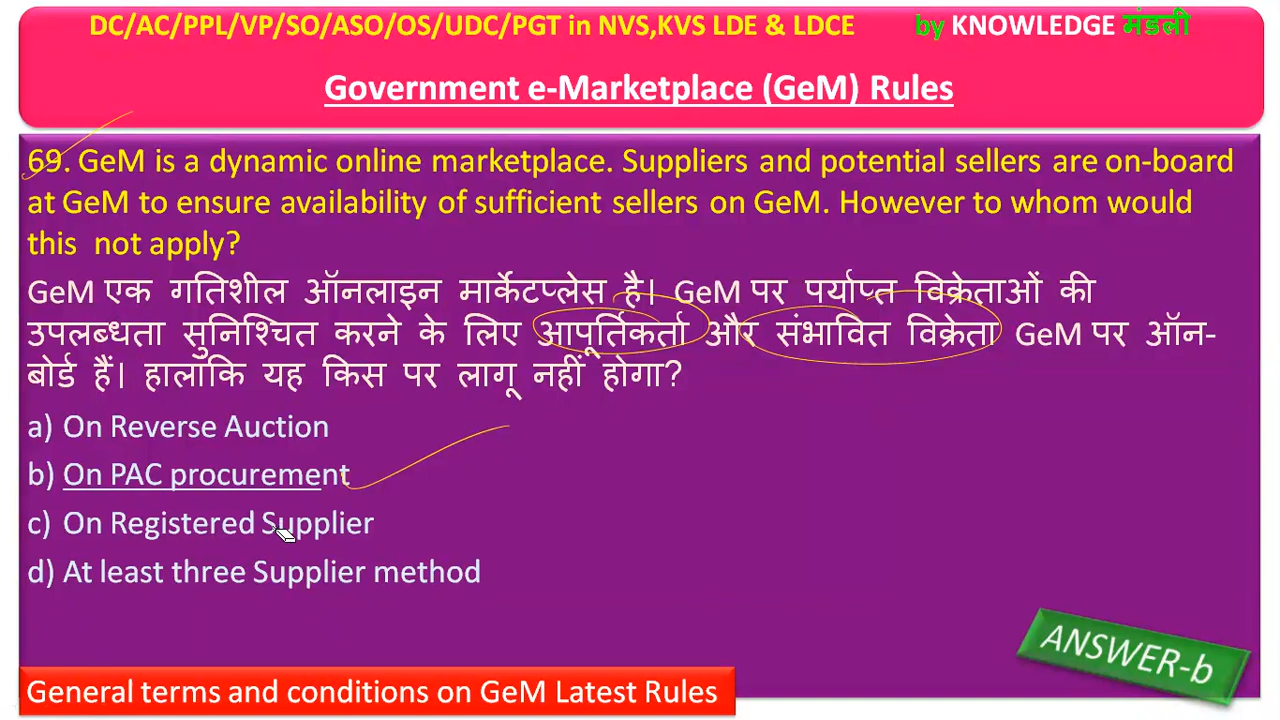 DC/AC/PPL/VP/SO/ASO/OS/UDC/PGT in NVS,KVS LDE & LDCE by KNOWLEDGE मंडली
Government e-Marketplace (GeM) Rules
69. GeM is a dynamic online marketplace. Suppliers and potential sellers are on-board
at GeM to ensure availability of sufficient sellers on GeM. However to whom would
this not apply?
GeM एक गतिशील ऑनलाइन मार्केटप्लेस है। GeM पर पर्याप्त विक्रेताओं की
उपलब्धता सुनिश्चित करने के लिए आपूर्तिकर्ता और संभावित विक्रेता GeM पर ऑन-
बोर्ड हैं। हालांकि यह किस पर लागू नहीं होगा?
a) On Reverse Auction
b) On PAC procurement
c) On Registered Supplier
d) At least three Supplier method
ANSWER-b
General terms and conditions on GeM Latest Rules